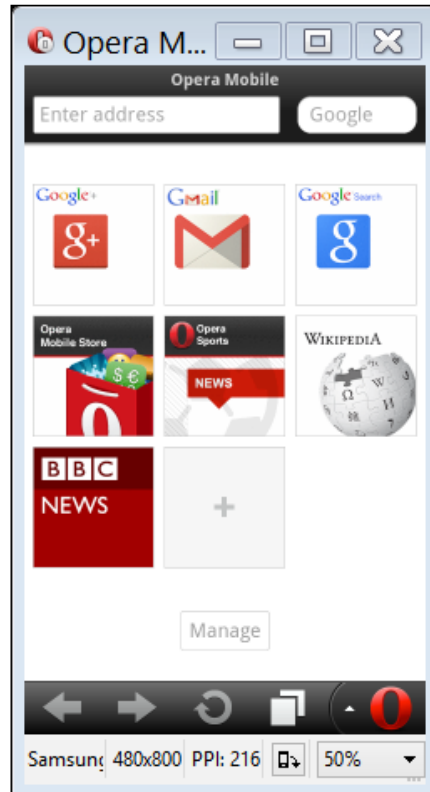 Opera M...
Opera Mobile
Enter address
Google
Google+
Gmail
Google Search
g+
g
Opera
Mobile Store
Opera
Sports
NEWS
WIKIPEDIA
$ €
Ω W И
BBC
NEWS
+
Manage
Samsung 480x800 PPI: 216 50%